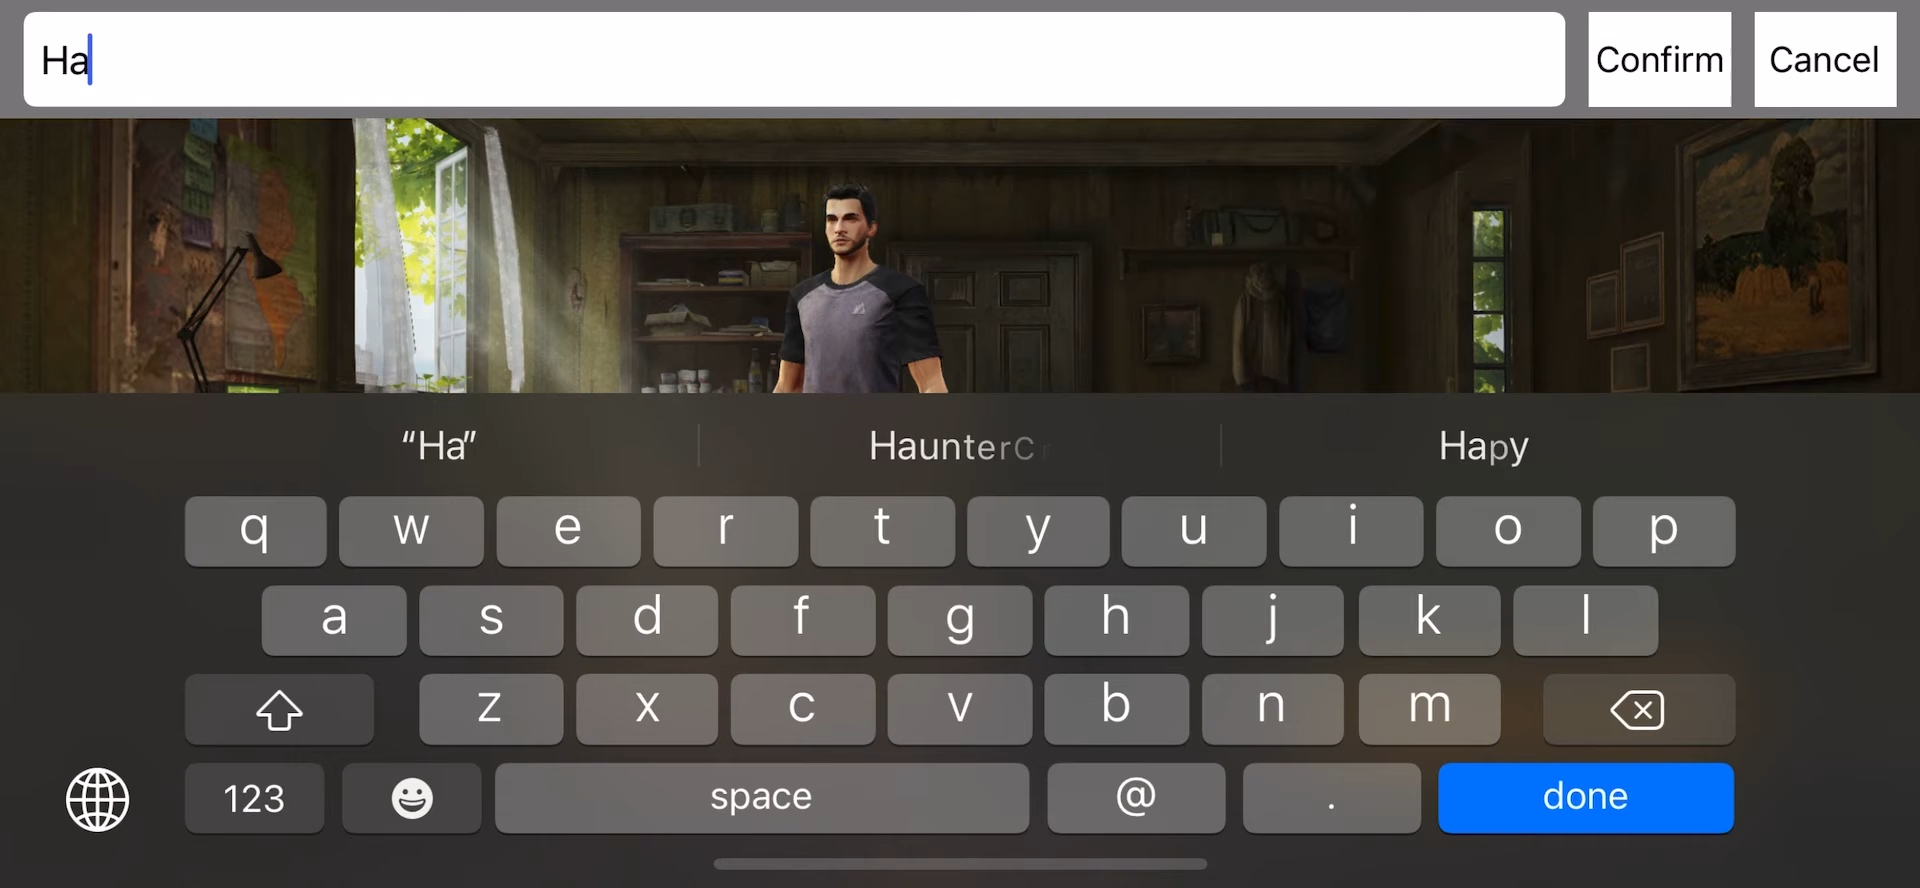 Ha
Confirm
Cancel
“Ha”
Hapy
q w e r t y u i o p
a s d f g h j k l
z x c v b n m
123
space
@
.
done